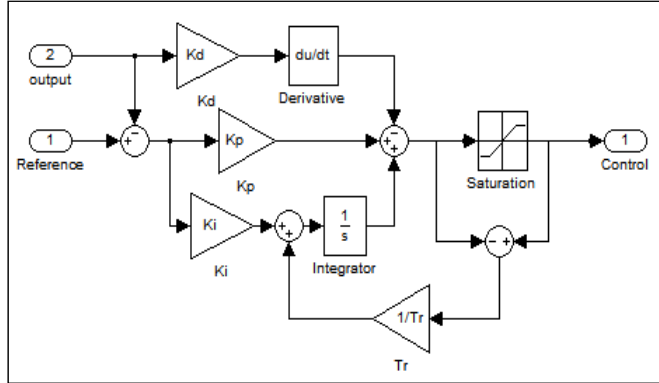 2
output
Kd
Kd
du/dt
Derivative
1
Reference
+ −
Kp
Kp
− + +
Saturation
1
Control
Ki
Ki
+ +
1
s
Integrator
− +
1/Tr
Tr